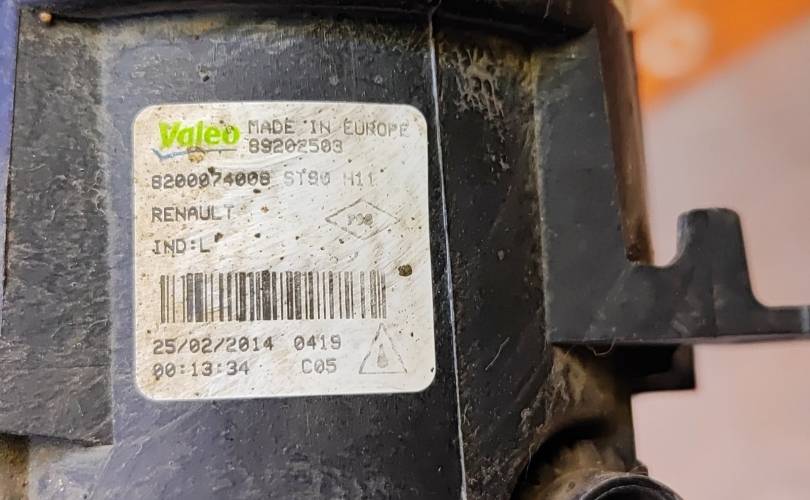 Valeo MADE IN EUROPE
89202503
8200074008 ST90 H11
RENAULT
IND:L
25/02/2014 0419
00:13:34 C05